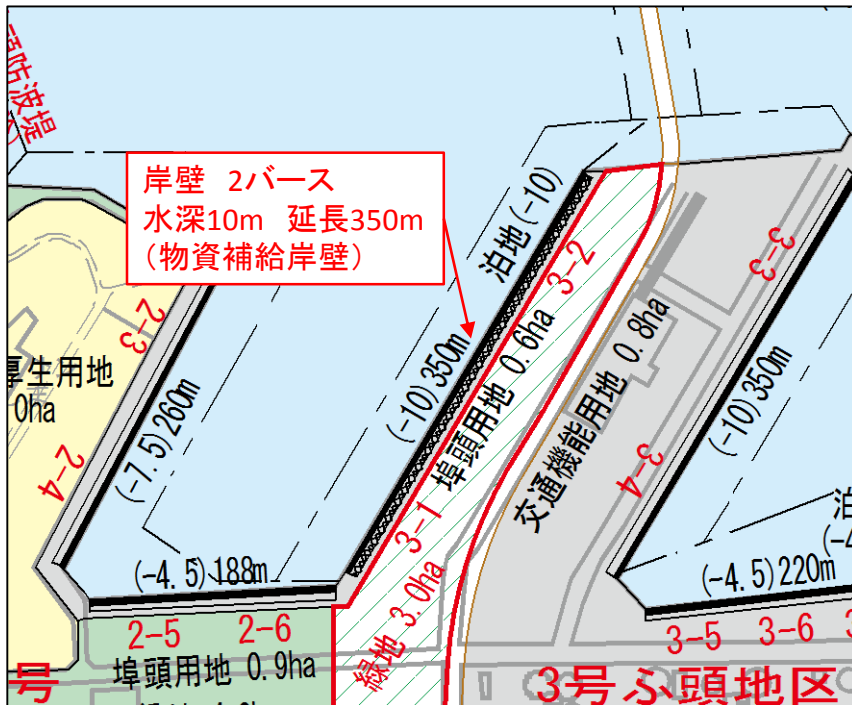 防波堤
岸壁 2バース
水深10m 延長350m
（物資補給岸壁）
泊地(-10)
3-2
3-3
2-3
(-10)350m
埠頭用地 0.6ha
交通機能用地 0.8ha
(-10)350m
厚生用地
0ha
(-7.5)260m
2-4
3-1
3-4
泊
(-4.5)188m
(-4.5)220m
緑地 3.0ha
2-5
2-6
3-5
3-6
埠頭用地 0.9ha
号
3号ふ頭地区